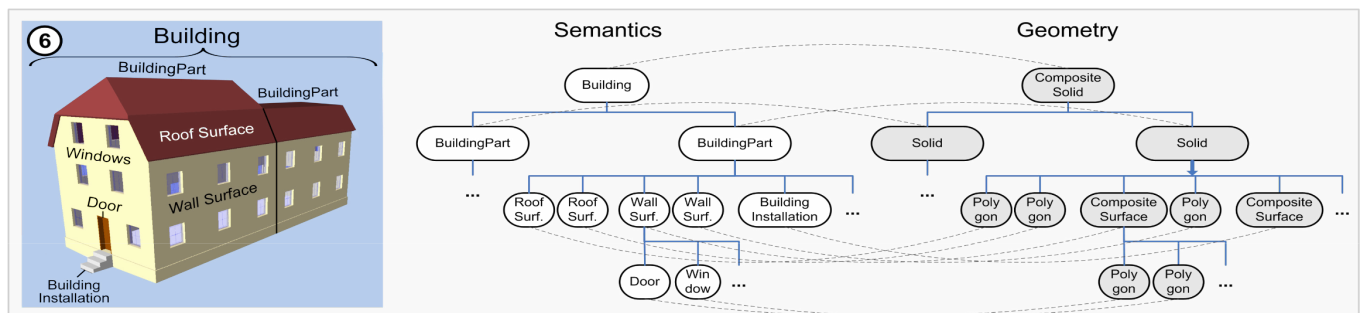 6
Building
BuildingPart
BuildingPart
Roof Surface
Windows
Wall Surface
Door
Building
Installation
Semantics
Geometry
Building
Composite
Solid
BuildingPart
BuildingPart
Solid
Solid
...
...
Roof
Surf.
Roof
Surf.
Wall
Surf.
Wall
Surf.
Building
Installation
...
Poly
gon
Poly
gon
Composite
Surface
Poly
gon
Composite
Surface
...
Door
Win
dow
...
Poly
gon
Poly
gon
...